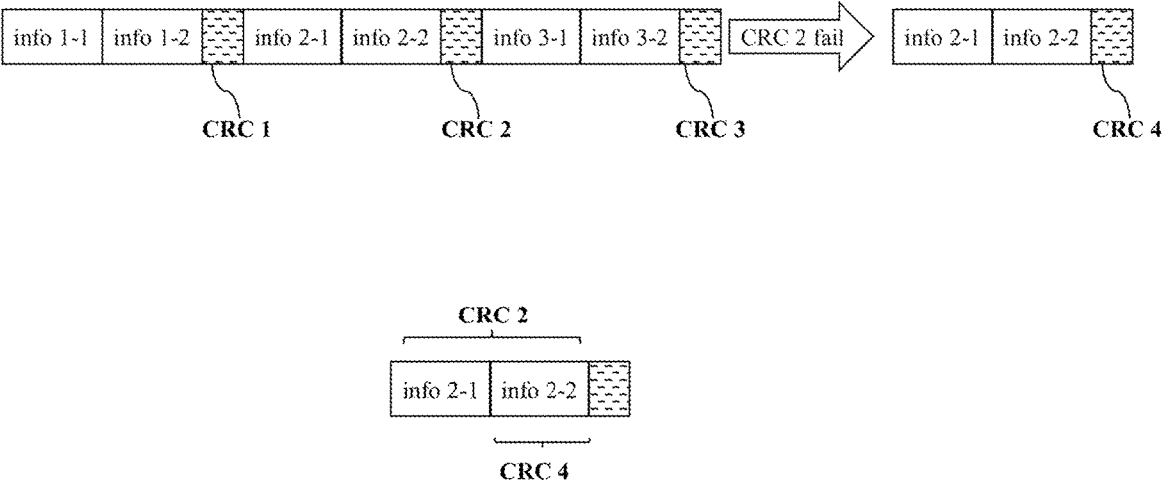 info 1-1 info 1-2 info 2-1 info 2-2 info 3-1 info 3-2 CRC 2 fail info 2-1 info 2-2
CRC 1 CRC 2 CRC 3 CRC 4
CRC 2
info 2-1 info 2-2
CRC 4